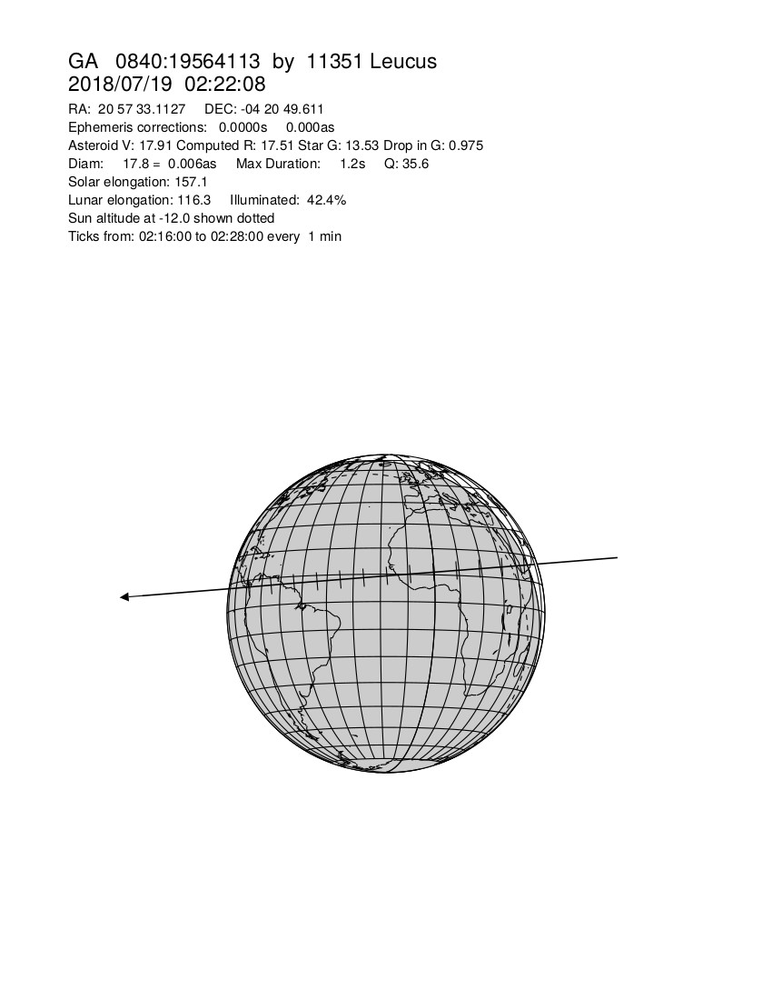 GA 0840:19564113 by 11351 Leucus
2018/07/19 02:22:08
RA: 20 57 33.1127 DEC: -04 20 49.611
Ephemeris corrections: 0.0000s 0.000as
Asteroid V: 17.91 Computed R: 17.51 Star G: 13.53 Drop in G: 0.975
Diam: 17.8 = 0.006as Max Duration: 1.2s Q: 35.6
Solar elongation: 157.1
Lunar elongation: 116.3 Illuminated: 42.4%
Sun altitude at -12.0 shown dotted
Ticks from: 02:16:00 to 02:28:00 every 1 min